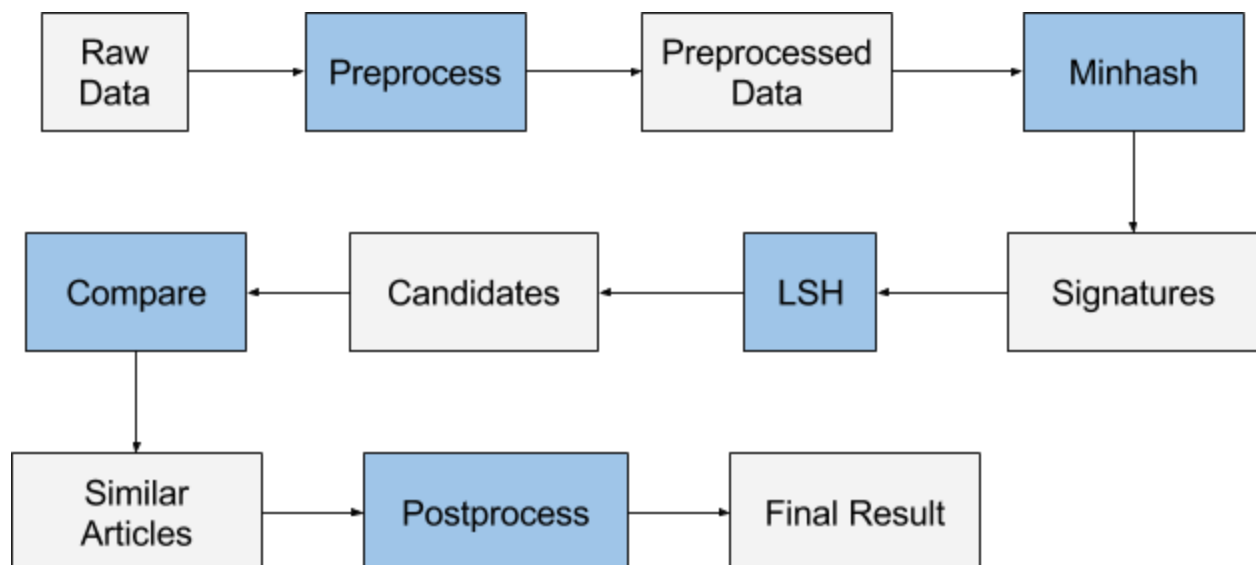 Raw
Data
Preprocess
Preprocessed
Data
Minhash
Compare
Candidates
LSH
Signatures
Similar
Articles
Postprocess
Final Result